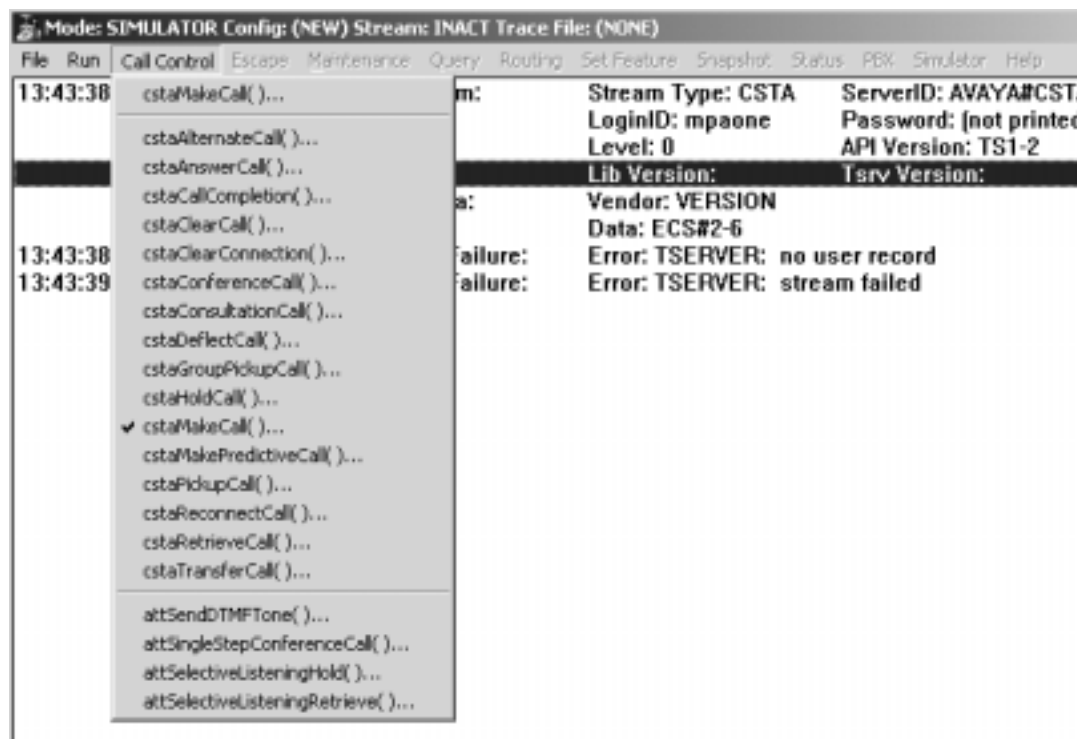 Mode: SIMULATOR Config: (NEW) Stream: INACT Trace File: (NONE)
File Run Call Control Escape Maintenance Query Routing Set Feature Snapshot Status PBX Simulator Help
13:43:38 m: Stream Type: CSTA ServerID: AVAYA#CST
LoginID: mpaone Password: (not printed
Level: 0 API Version: TS1-2
Lib Version: Tsrv Version:
a: Vendor: VERSION
Data: ECS#2-6
13:43:38 ailure: Error: TSERVER: no user record
13:43:39 ailure: Error: TSERVER: stream failed
cstaMakeCall( )...
cstaAlternateCall( )...
cstaAnswerCall( )...
cstaCallCompletion( )...
cstaClearCall( )...
cstaClearConnection( )...
cstaConferenceCall( )...
cstaConsultationCall( )...
cstaDeflectCall( )...
cstaGroupPickupCall( )...
cstaHoldCall( )...
✔ cstaMakeCall( )...
cstaMakePredictiveCall( )...
cstaPickupCall( )...
cstaReconnectCall( )...
cstaRetrieveCall( )...
cstaTransferCall( )...
attSendDTMFTone( )...
attSingleStepConferenceCall( )...
attSelectiveListeningHold( )...
attSelectiveListeningRetrieve( )...